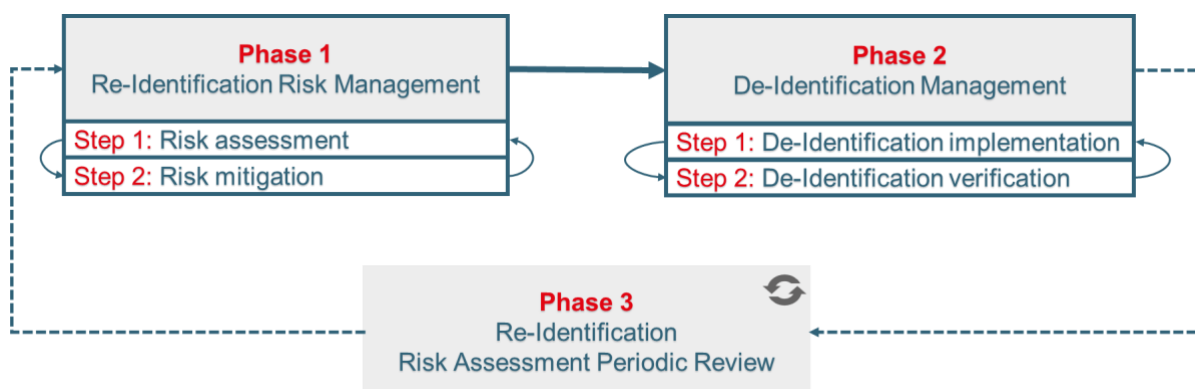 Phase 1
Re-Identification Risk Management
Step 1: Risk assessment
Step 2: Risk mitigation
Phase 2
De-Identification Management
Step 1: De-Identification implementation
Step 2: De-Identification verification
Phase 3
Re-Identification
Risk Assessment Periodic Review